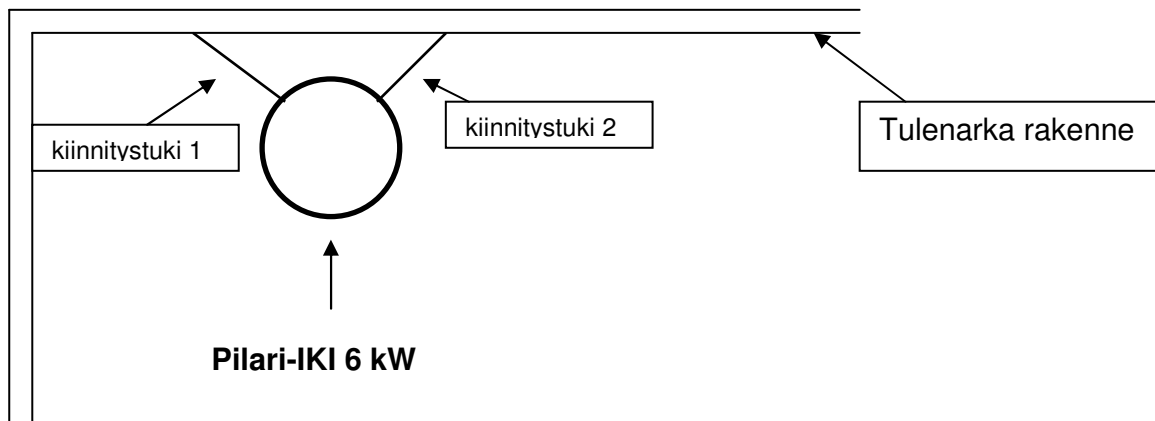 kiinnitystuki 1
kiinnitystuki 2
Tulenarka rakenne
Pilari-IKI 6 kW